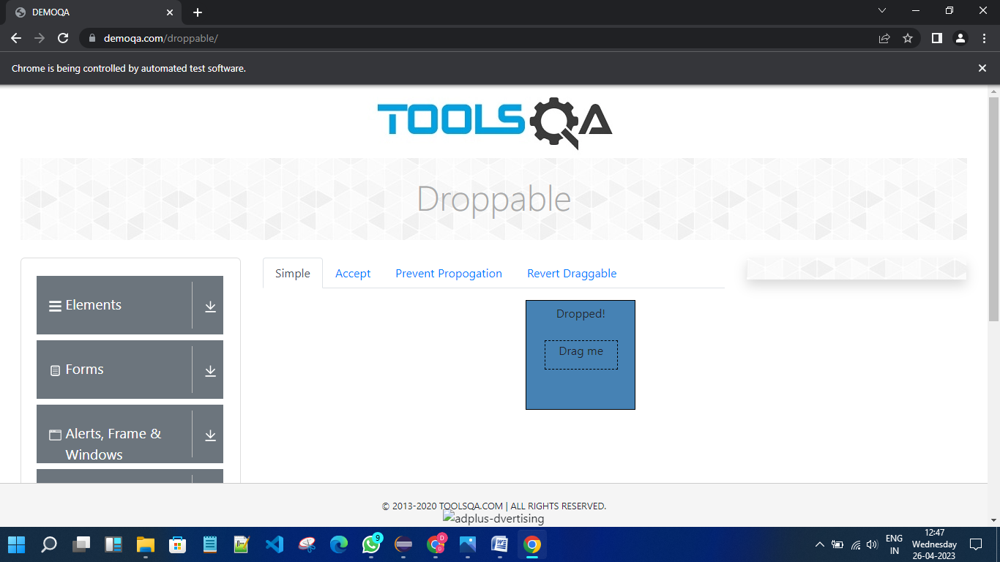 DEMOQA
demoqa.com/droppable/
Chrome is being controlled by automated test software.
TOOLSQA
Droppable
Simple Accept Prevent Propogation Revert Draggable
Elements
Forms
Alerts, Frame &
Windows
Dropped!
Drag me
© 2013-2020 TOOLSQA.COM | ALL RIGHTS RESERVED.
adplus-dvertising
9
D
D
ENG
IN
12:47
Wednesday
26-04-2023